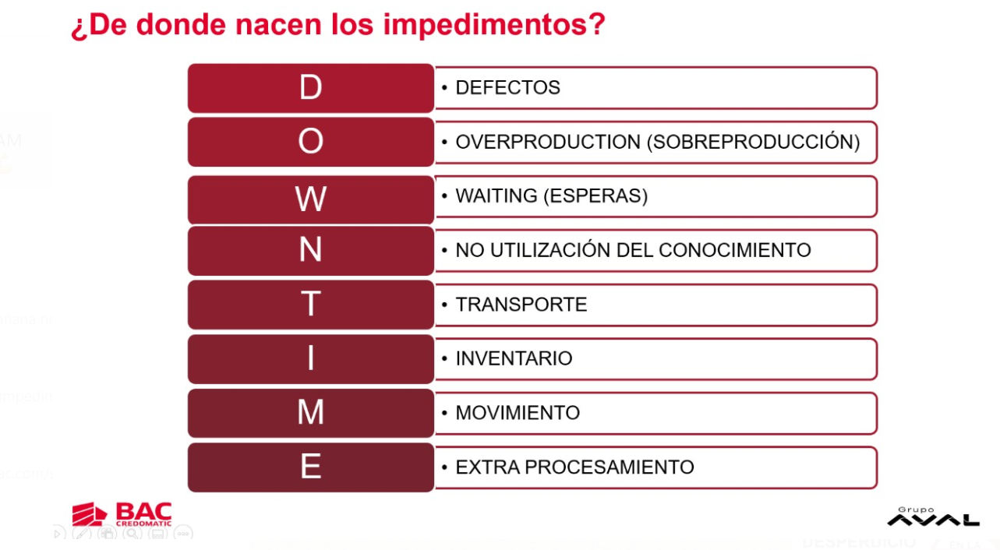 ¿De donde nacen los impedimentos?
D
• DEFECTOS
O
• OVERPRODUCTION (SOBREPRODUCCIÓN)
W
• WAITING (ESPERAS)
N
• NO UTILIZACIÓN DEL CONOCIMIENTO
T
• TRANSPORTE
I
• INVENTARIO
M
• MOVIMIENTO
E
• EXTRA PROCESAMIENTO
BAC
CREDOMATIC
Grupo
AVAL
DESPERDICIO